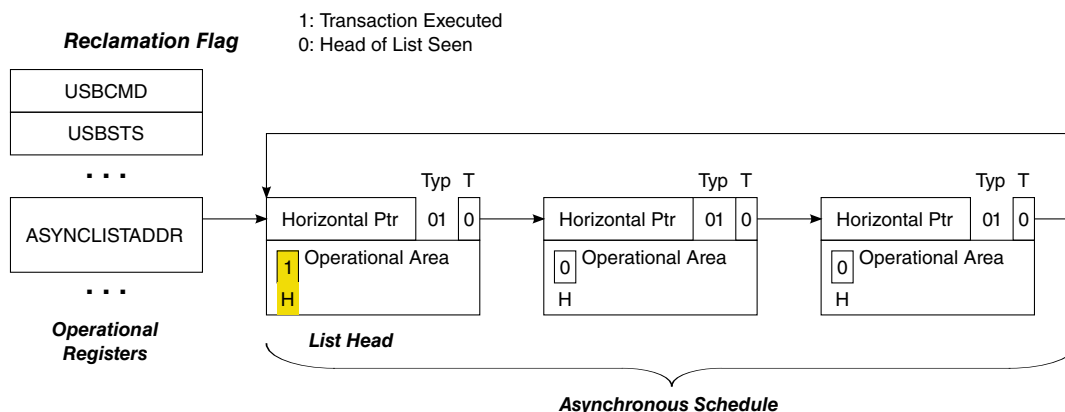 1: Transaction Executed
Reclamation Flag
0: Head of List Seen
USBCMD
USBSTS
. . .
Typ T
Typ T
Typ T
ASYNCLISTADDR
Horizontal Ptr 01 0
Horizontal Ptr 01 0
Horizontal Ptr 01 0
1 Operational Area
H
0 Operational Area
H
0 Operational Area
H
. . .
Operational
Registers
List Head
Asynchronous Schedule